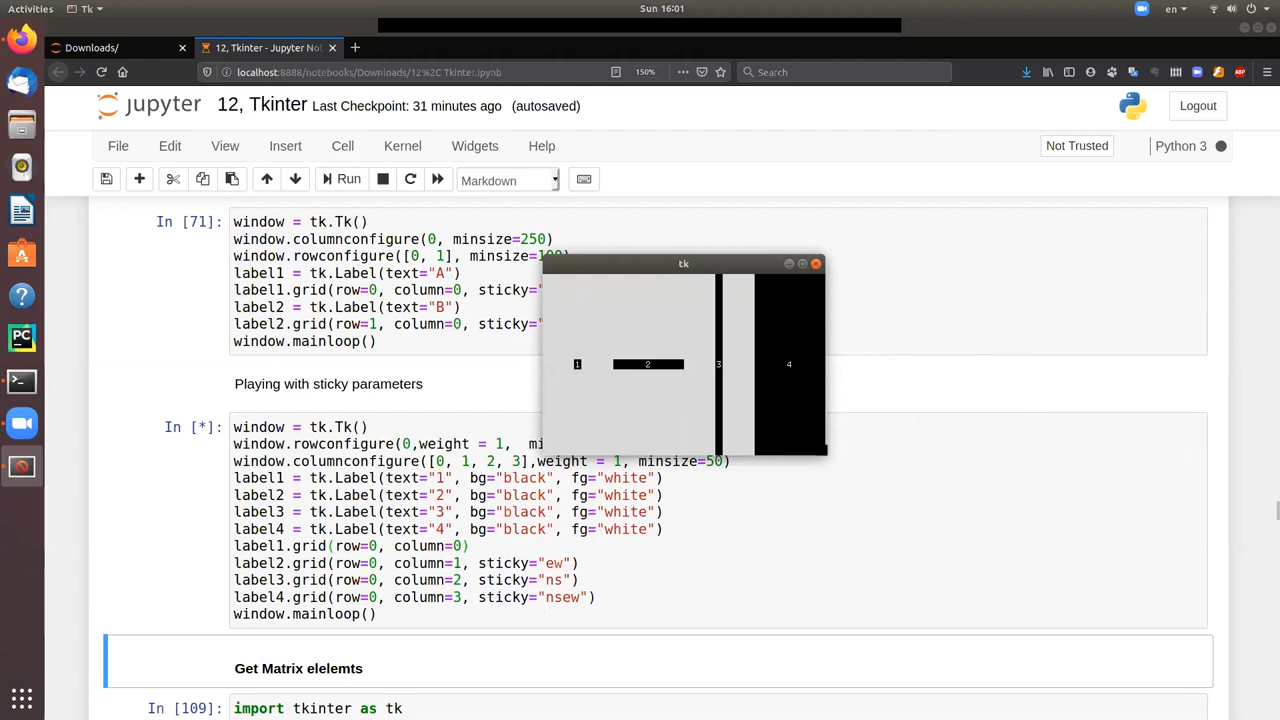 Activities
Tk
Sun 16:01
en
Downloads/
12, Tkinter - Jupyter No
localhost:8888/notebooks/Downloads/12%2C Tkinter.ipynb
150%
Search
ABP
jupyter
12, Tkinter Last Checkpoint: 31 minutes ago (autosaved)
Logout
File
Edit
View
Insert
Cell
Kernel
Widgets
Help
Not Trusted
Python 3
Run
Markdown
In [71]:
window = tk.Tk()
window.columnconfigure(0, minsize=250)
window.rowconfigure([0, 1], minsize=100)
label1 = tk.Label(text="A")
label1.grid(row=0, column=0, sticky="
label2 = tk.Label(text="B")
label2.grid(row=1, column=0, sticky="
window.mainloop()
tk
1
2
3
4
Playing with sticky parameters
In [*]:
window = tk.Tk()
window.rowconfigure(0,weight = 1, mi
window.columnconfigure([0, 1, 2, 3],weight = 1, minsize=50)
label1 = tk.Label(text="1", bg="black", fg="white")
label2 = tk.Label(text="2", bg="black", fg="white")
label3 = tk.Label(text="3", bg="black", fg="white")
label4 = tk.Label(text="4", bg="black", fg="white")
label1.grid(row=0, column=0)
label2.grid(row=0, column=1, sticky="ew")
label3.grid(row=0, column=2, sticky="ns")
label4.grid(row=0, column=3, sticky="nsew")
window.mainloop()
Get Matrix elelemts
In [109]:
import tkinter as tk